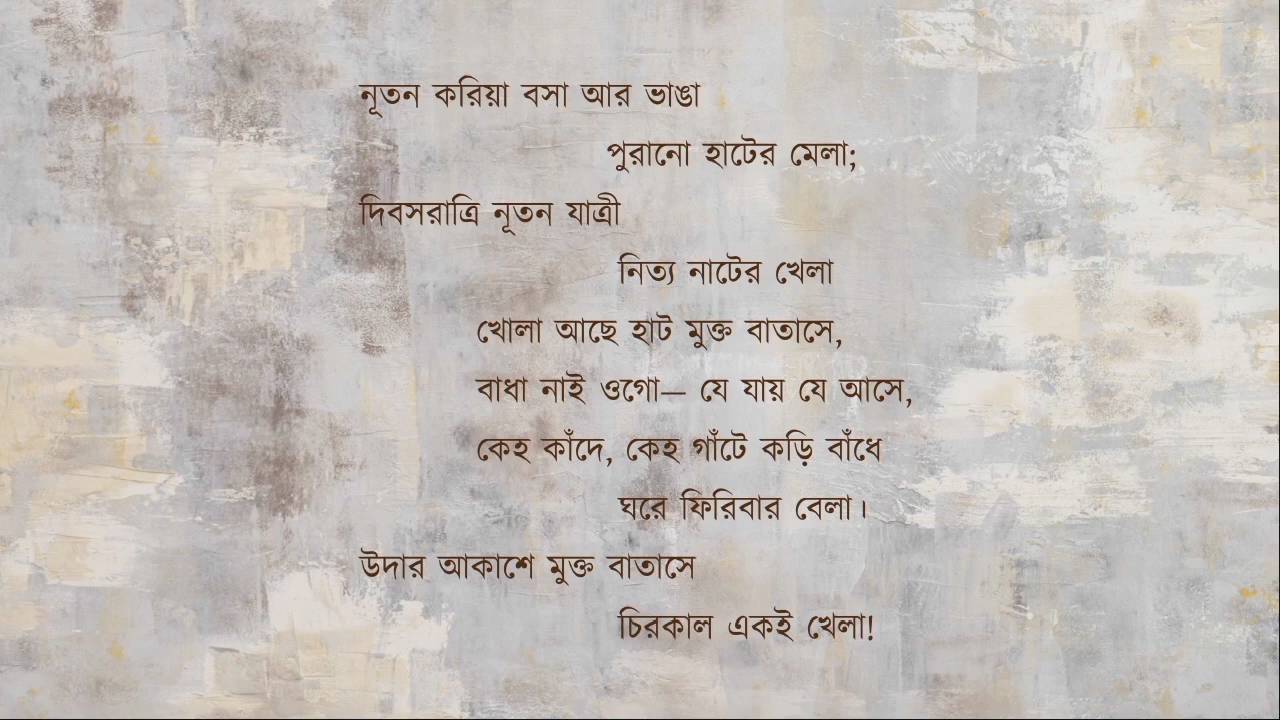 নূতন করিয়া বসা আর ভাঙা
পুরানো হাটের মেলা;
দিবসরাত্রি নূতন যাত্রী
নিত্য নাটের খেলা
খোলা আছে হাট মুক্ত বাতাসে,
বাধা নাই ওগো— যে যায় যে আসে,
কেহ কাঁদে, কেহ গাঁটে কড়ি বাঁধে
ঘরে ফিরিবার বেলা।
উদার আকাশে মুক্ত বাতাসে
চিরকাল একই খেলা!